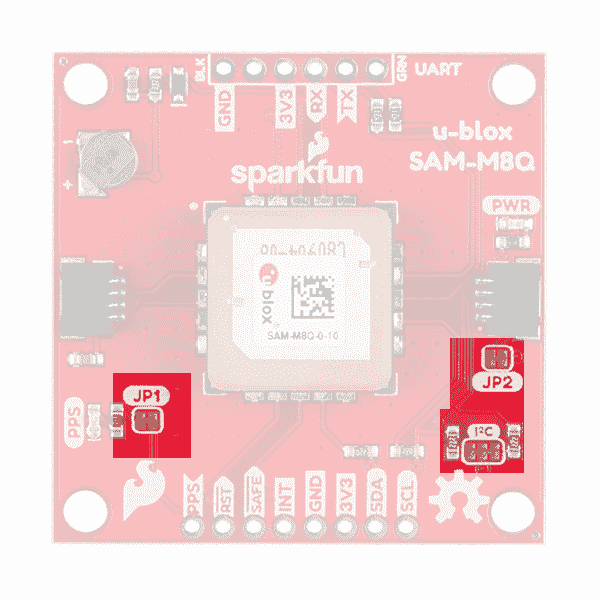 BLK
GRN
UART
GND
3V3
RX
TX
u-blox
SAM-M8Q
sparkfun
PWR
u blox
SAM-M8Q-0-10
JP1
PPS
JP2
I²C
PPS
RST
SAFE
INT
GND
3V3
SDA
SCL